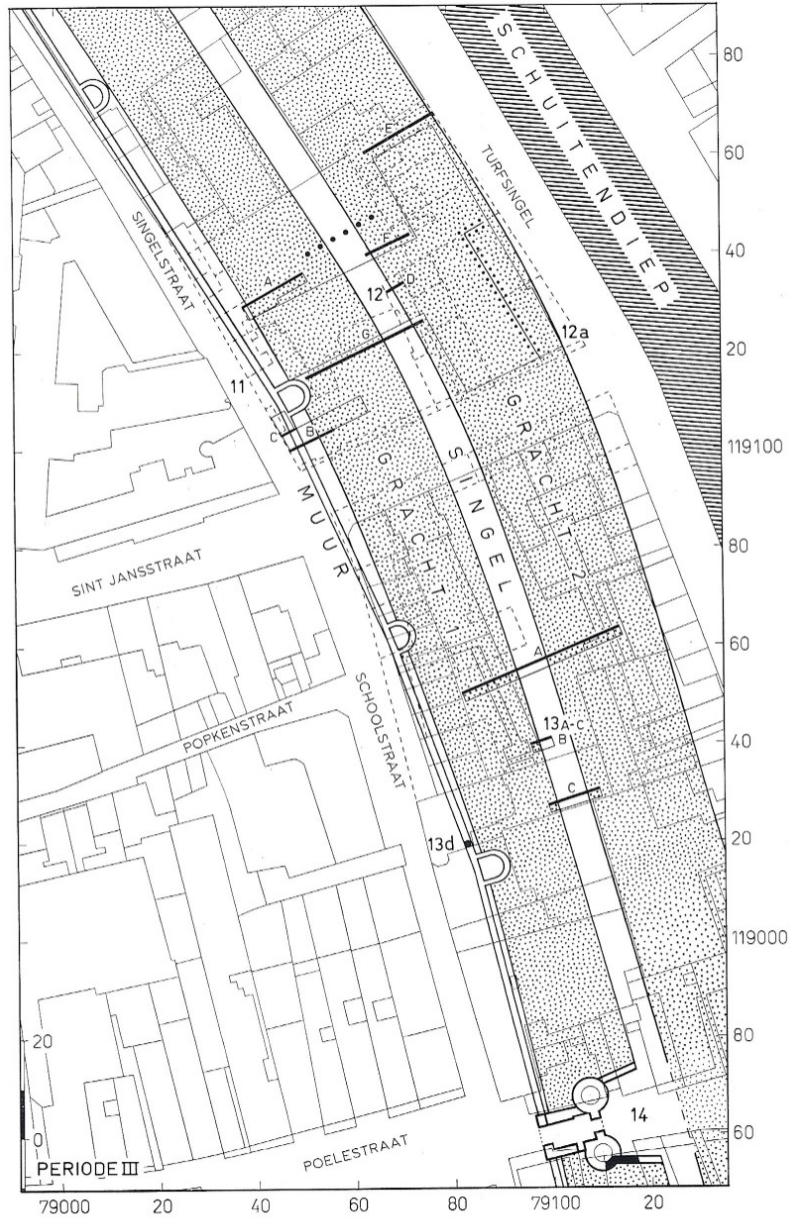 SCHUITENDIEP
80
E
60
TURFSINGEL
SINGELSTRAAT
40
C
A
D
12
12a
20
G
11
GRACHT 2
C
B
119100
GRACHT 1
SINGEL
MUUR
80
SINT JANSSTRAAT
60
A
SCHOOLSTRAAT
POPKENSTRAAT
13A-C
B
40
C
13d
20
119000
20
80
14
0
60
POELESTRAAT
PERIODE III
79000
20
40
60
80
79100
20